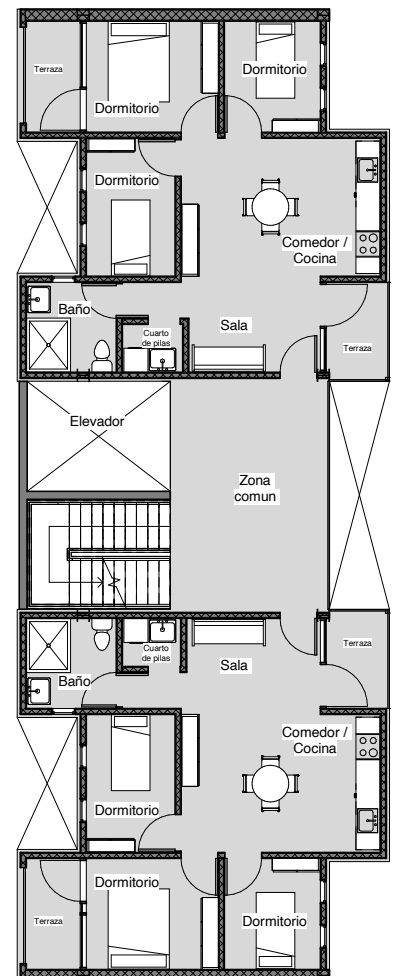 Terraza
Dormitorio
Dormitorio
Dormitorio
Comedor /
Cocina
Baño
Cuarto
de pilas
Sala
Terraza
Elevador
Zona
comun
Cuarto
de pilas
Sala
Terraza
Baño
Comedor /
Cocina
Dormitorio
Dormitorio
Terraza
Dormitorio